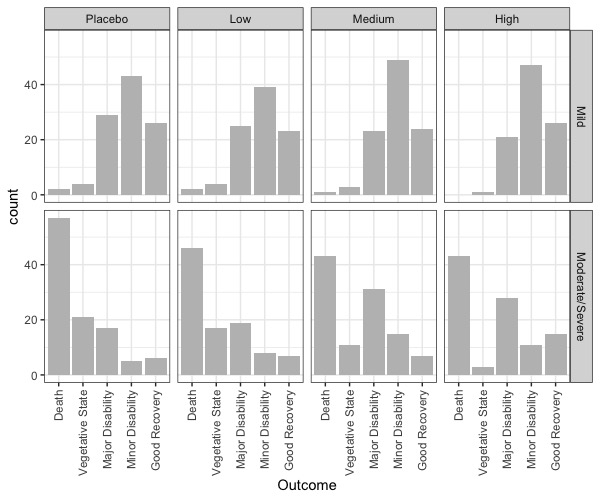 Placebo
Low
Medium
High
Mild
Moderate/Severe
count
40
20
0
40
20
0
Death
Vegetative State
Major Disability
Minor Disability
Good Recovery
Death
Vegetative State
Major Disability
Minor Disability
Good Recovery
Death
Vegetative State
Major Disability
Minor Disability
Good Recovery
Death
Vegetative State
Major Disability
Minor Disability
Good Recovery
Outcome